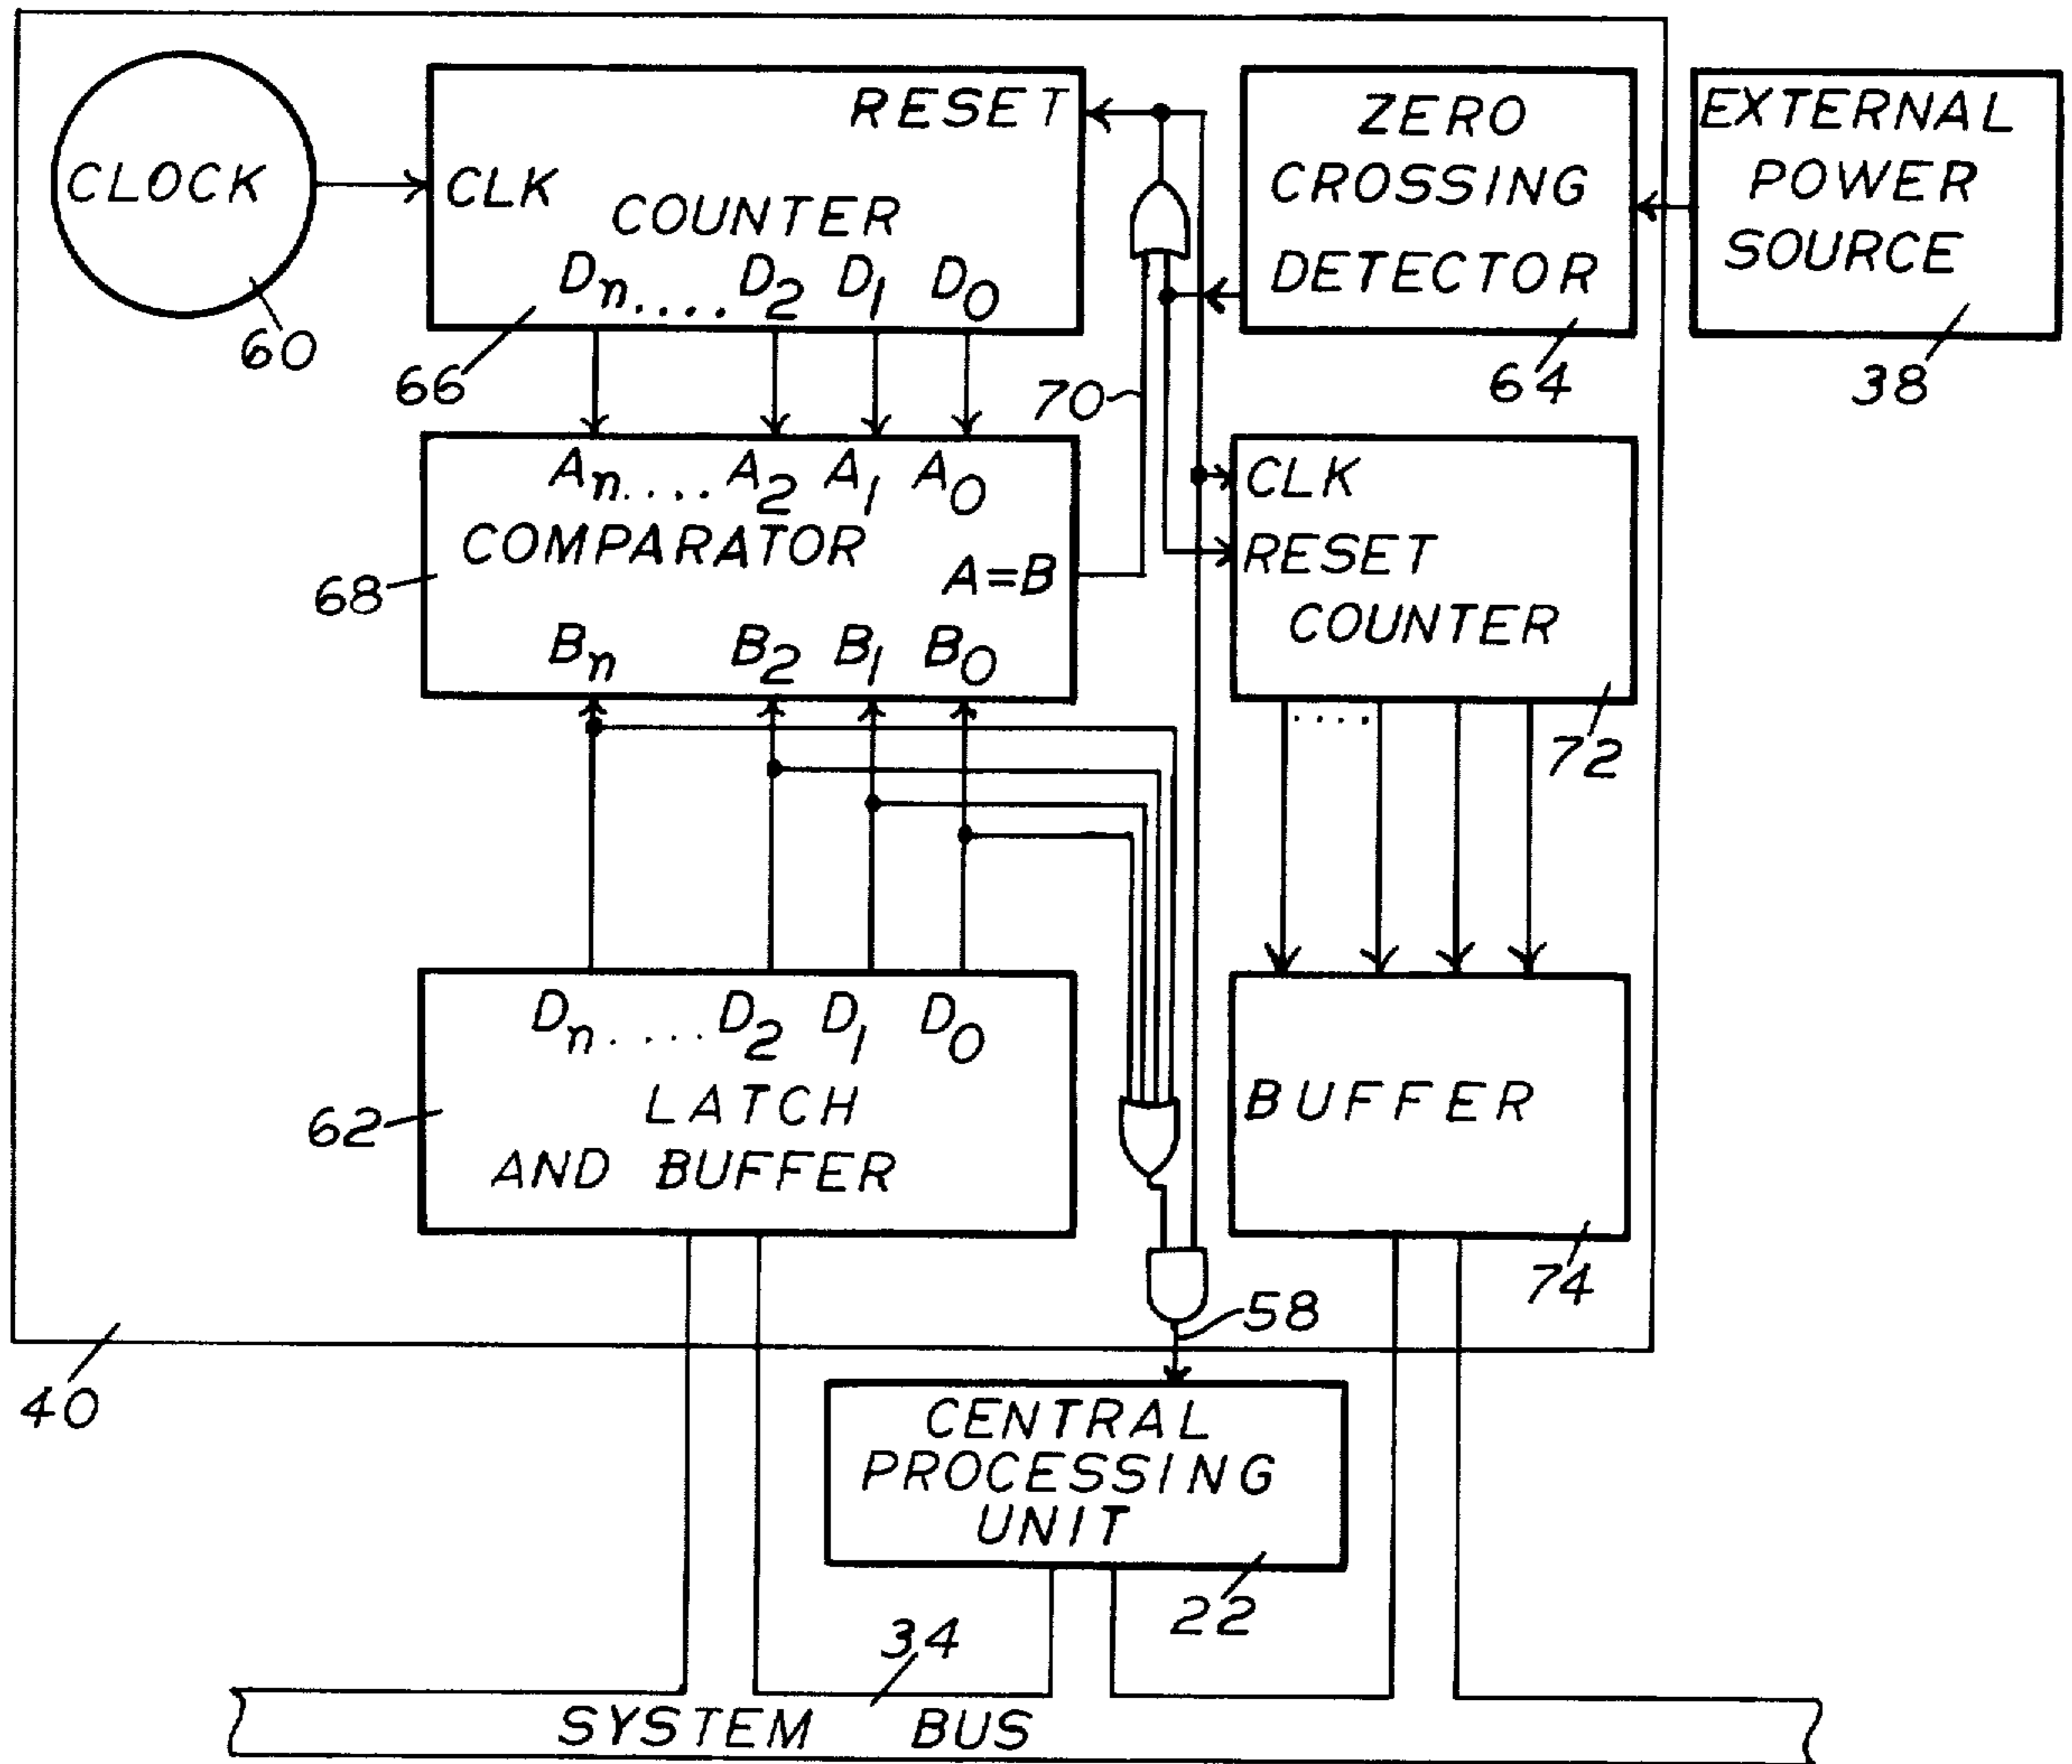 CLOCK
60
RESET
CLK
COUNTER
Dn.... D2 D1 D0
66
ZERO
CROSSING
DETECTOR
64
EXTERNAL
POWER
SOURCE
38
70
An.... A2 A1 A0
COMPARATOR
A=B
Bn B2 B1 B0
68
CLK
RESET
COUNTER
....
72
Dn..... D2 D1 D0
LATCH
AND BUFFER
62
BUFFER
74
58
40
CENTRAL
PROCESSING
UNIT
22
34
SYSTEM BUS